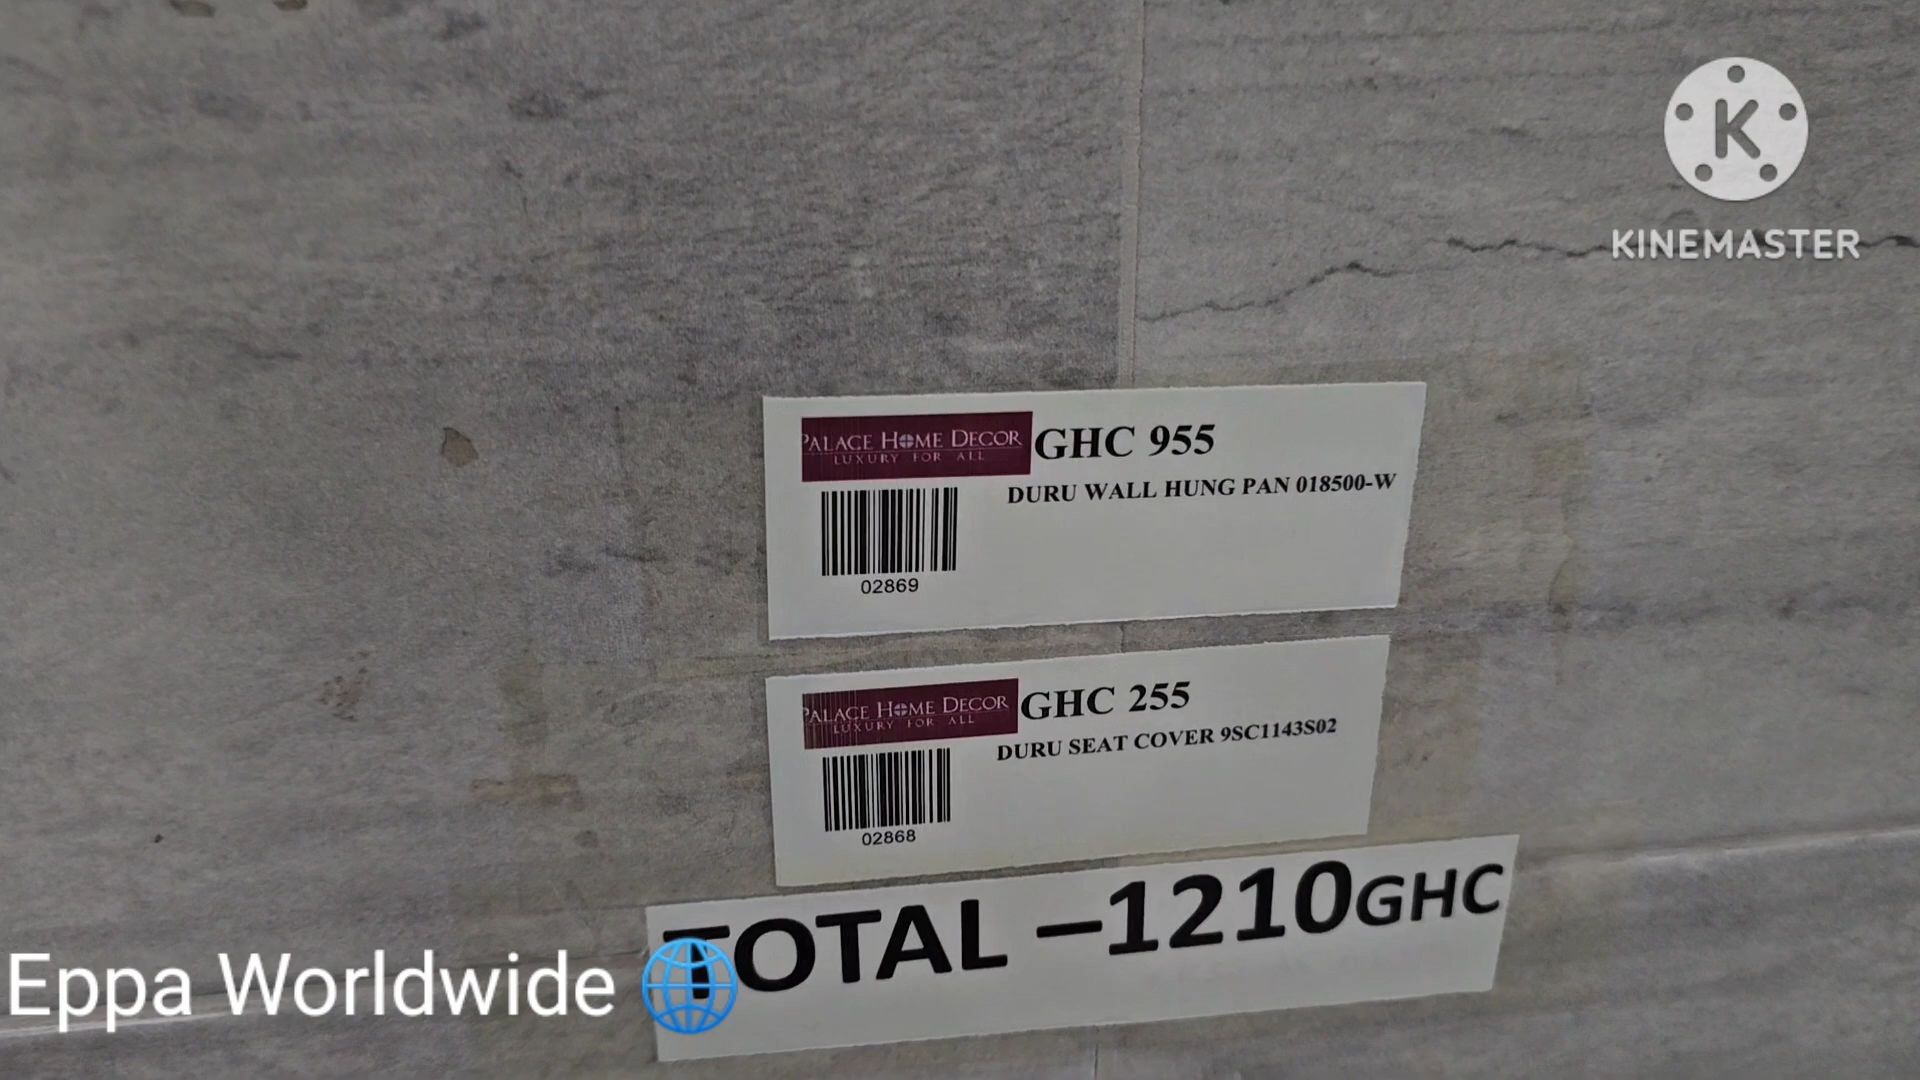 KINEMASTER
PALACE HOME DECOR
LUXURY FOR ALL
GHC 955
DURU WALL HUNG PAN 018500-W
02869
PALACE HOME DECOR
LUXURY FOR ALL
GHC 255
DURU SEAT COVER 9SC1143S02
02868
TOTAL –1210GHC
Eppa Worldwide